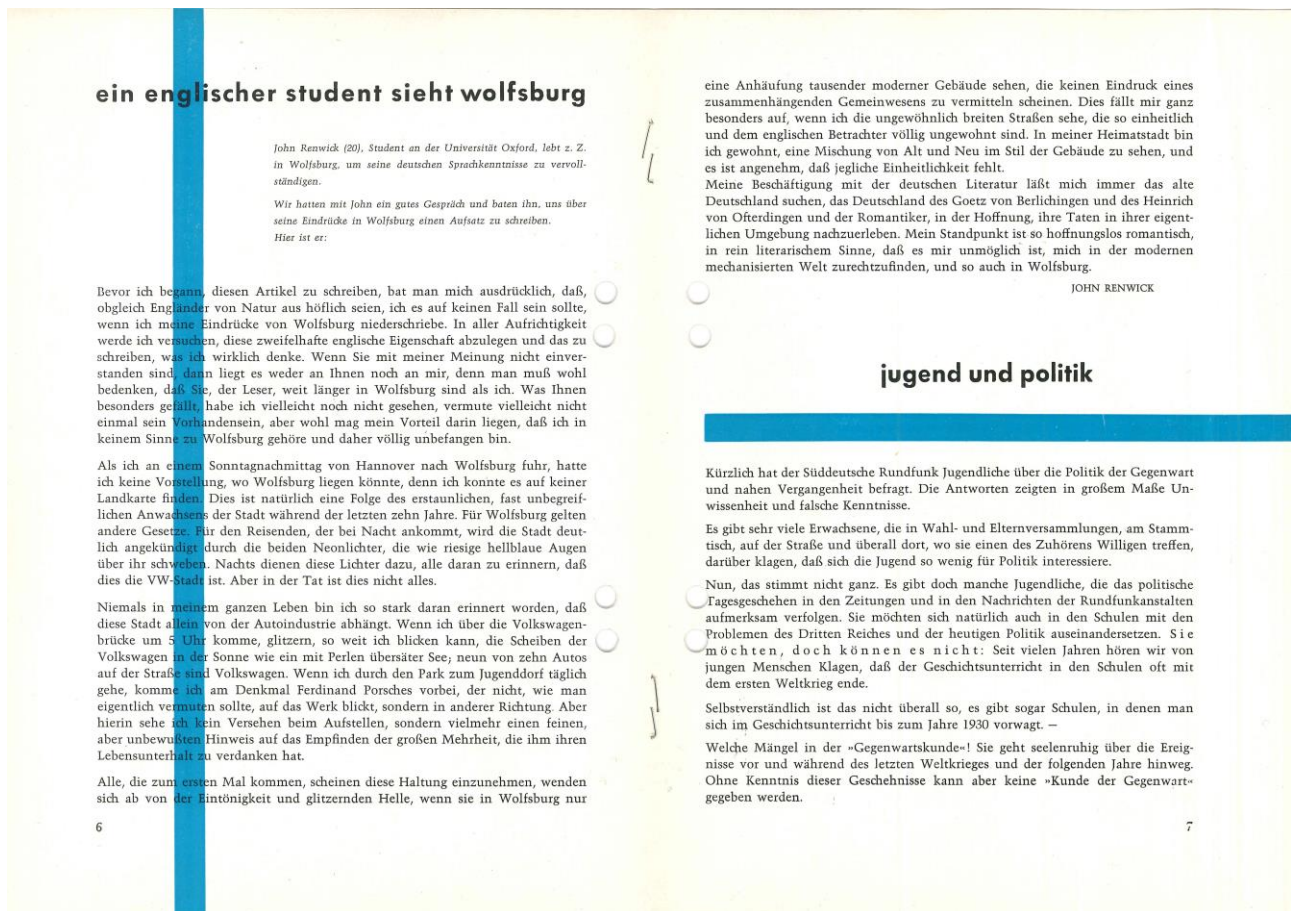 ein englischer student sieht wolfsburg
John Renwick (20), Student an der Universität Oxford, lebt z. Z.
in Wolfsburg, um seine deutschen Sprachkenntnisse zu vervoll-
ständigen.
Wir hatten mit John ein gutes Gespräch und baten ihn, uns über
seine Eindrücke in Wolfsburg einen Aufsatz zu schreiben.
Hier ist er:
Bevor ich begann, diesen Artikel zu schreiben, bat man mich ausdrücklich, daß,
obgleich Engländer von Natur aus höflich seien, ich es auf keinen Fall sein sollte,
wenn ich meine Eindrücke von Wolfsburg niederschriebe. In aller Aufrichtigkeit
werde ich versuchen, diese zweifelhafte englische Eigenschaft abzulegen und das zu
schreiben, was ich wirklich denke. Wenn Sie mit meiner Meinung nicht einver-
standen sind, dann liegt es weder an Ihnen noch an mir, denn man muß wohl
bedenken, daß Sie, der Leser, weit länger in Wolfsburg sind als ich. Was Ihnen
besonders gefällt, habe ich vielleicht noch nicht gesehen, vermute vielleicht nicht
einmal sein Vorhandensein, aber wohl mag mein Vorteil darin liegen, daß ich in
keinem Sinne zu Wolfsburg gehöre und daher völlig unbefangen bin.
Als ich an einem Sonntagnachmittag von Hannover nach Wolfsburg fuhr, hatte
ich keine Vorstellung, wo Wolfsburg liegen könnte, denn ich konnte es auf keiner
Landkarte finden. Dies ist natürlich eine Folge des erstaunlichen, fast unbegreif-
lichen Anwachsens der Stadt während der letzten zehn Jahre. Für Wolfsburg gelten
andere Gesetze. Für den Reisenden, der bei Nacht ankommt, wird die Stadt deut-
lich angekündigt durch die beiden Neonlichter, die wie riesige hellblaue Augen
über ihr schweben. Nachts dienen diese Lichter dazu, alle daran zu erinnern, daß
dies die VW-Stadt ist. Aber in der Tat ist dies nicht alles.
Niemals in meinem ganzen Leben bin ich so stark daran erinnert worden, daß
diese Stadt allein von der Autoindustrie abhängt. Wenn ich über die Volkswagen-
brücke um 5 Uhr komme, glitzern, so weit ich blicken kann, die Scheiben der
Volkswagen in der Sonne wie ein mit Perlen übersäter See; neun von zehn Autos
auf der Straße sind Volkswagen. Wenn ich durch den Park zum Jugenddorf täglich
gehe, komme ich am Denkmal Ferdinand Porsches vorbei, der nicht, wie man
eigentlich vermuten sollte, auf das Werk blickt, sondern in anderer Richtung. Aber
hierin sehe ich kein Versehen beim Aufstellen, sondern vielmehr einen feinen,
aber unbewußten Hinweis auf das Empfinden der großen Mehrheit, die ihm ihren
Lebensunterhalt zu verdanken hat.
Alle, die zum ersten Mal kommen, scheinen diese Haltung einzunehmen, wenden
sich ab von der Eintönigkeit und glitzernden Helle, wenn sie in Wolfsburg nur
6
eine Anhäufung tausender moderner Gebäude sehen, die keinen Eindruck eines
zusammenhängenden Gemeinwesens zu vermitteln scheinen. Dies fällt mir ganz
besonders auf, wenn ich die ungewöhnlich breiten Straßen sehe, die so einheitlich
und dem englischen Betrachter völlig ungewohnt sind. In meiner Heimatstadt bin
ich gewohnt, eine Mischung von Alt und Neu im Stil der Gebäude zu sehen, und
es ist angenehm, daß jegliche Einheitlichkeit fehlt.
Meine Beschäftigung mit der deutschen Literatur läßt mich immer das alte
Deutschland suchen, das Deutschland des Goetz von Berlichingen und des Heinrich
von Ofterdingen und der Romantiker, in der Hoffnung, ihre Taten in ihrer eigent-
lichen Umgebung nachzuerleben. Mein Standpunkt ist so hoffnungslos romantisch,
in rein literarischem Sinne, daß es mir unmöglich ist, mich in der modernen
mechanisierten Welt zurechtzufinden, und so auch in Wolfsburg.
JOHN RENWICK
jugend und politik
Kürzlich hat der Süddeutsche Rundfunk Jugendliche über die Politik der Gegenwart
und nahen Vergangenheit befragt. Die Antworten zeigten in großem Maße Un-
wissenheit und falsche Kenntnisse.
Es gibt sehr viele Erwachsene, die in Wahl- und Elternversammlungen, am Stamm-
tisch, auf der Straße und überall dort, wo sie einen des Zuhörens Willigen treffen,
darüber klagen, daß sich die Jugend so wenig für Politik interessiere.
Nun, das stimmt nicht ganz. Es gibt doch manche Jugendliche, die das politische
Tagesgeschehen in den Zeitungen und in den Nachrichten der Rundfunkanstalten
aufmerksam verfolgen. Sie möchten sich natürlich auch in den Schulen mit den
Problemen des Dritten Reiches und der heutigen Politik auseinandersetzen. Sie
möchten, doch können es nicht: Seit vielen Jahren hören wir von
jungen Menschen Klagen, daß der Geschichtsunterricht in den Schulen oft mit
dem ersten Weltkrieg ende.
Selbstverständlich ist das nicht überall so, es gibt sogar Schulen, in denen man
sich im Geschichtsunterricht bis zum Jahre 1930 vorwagt. —
Welche Mängel in der »Gegenwartskunde«! Sie geht seelenruhig über die Ereig-
nisse vor und während des letzten Weltkrieges und der folgenden Jahre hinweg.
Ohne Kenntnis dieser Geschehnisse kann aber keine »Kunde der Gegenwart«
gegeben werden.
7